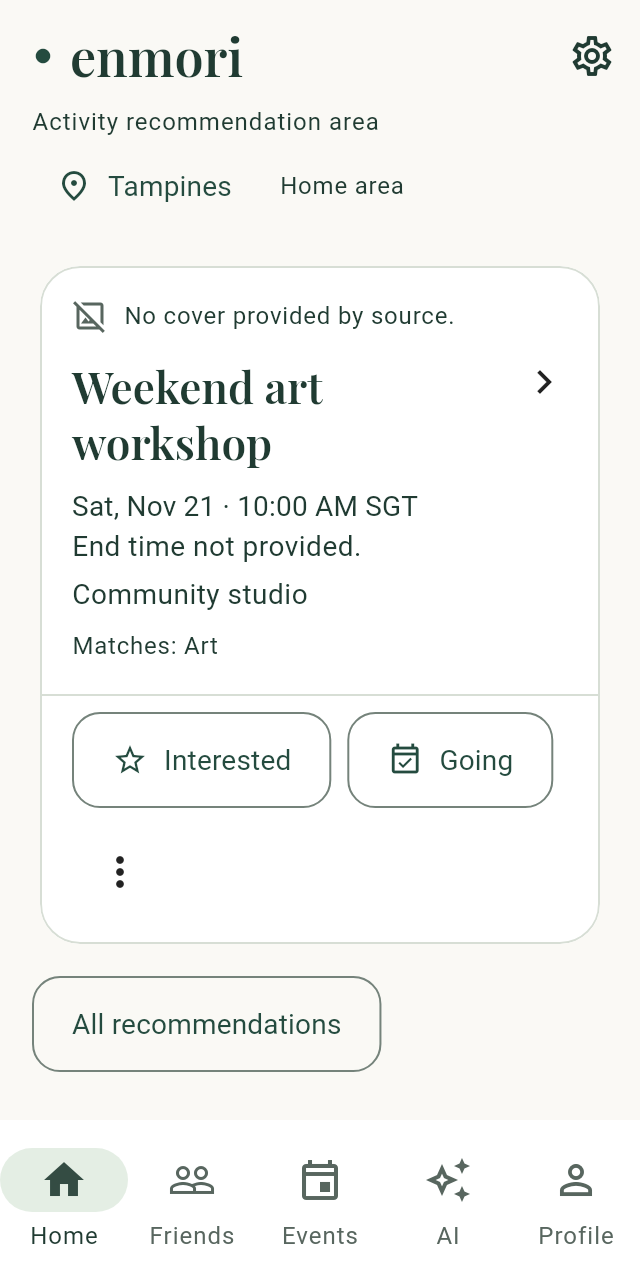 • enmori
Activity recommendation area
Tampines Home area
No cover provided by source.
Weekend art
workshop
Sat, Nov 21 · 10:00 AM SGT
End time not provided.
Community studio
Matches: Art
Interested Going
All recommendations
Home Friends Events AI Profile